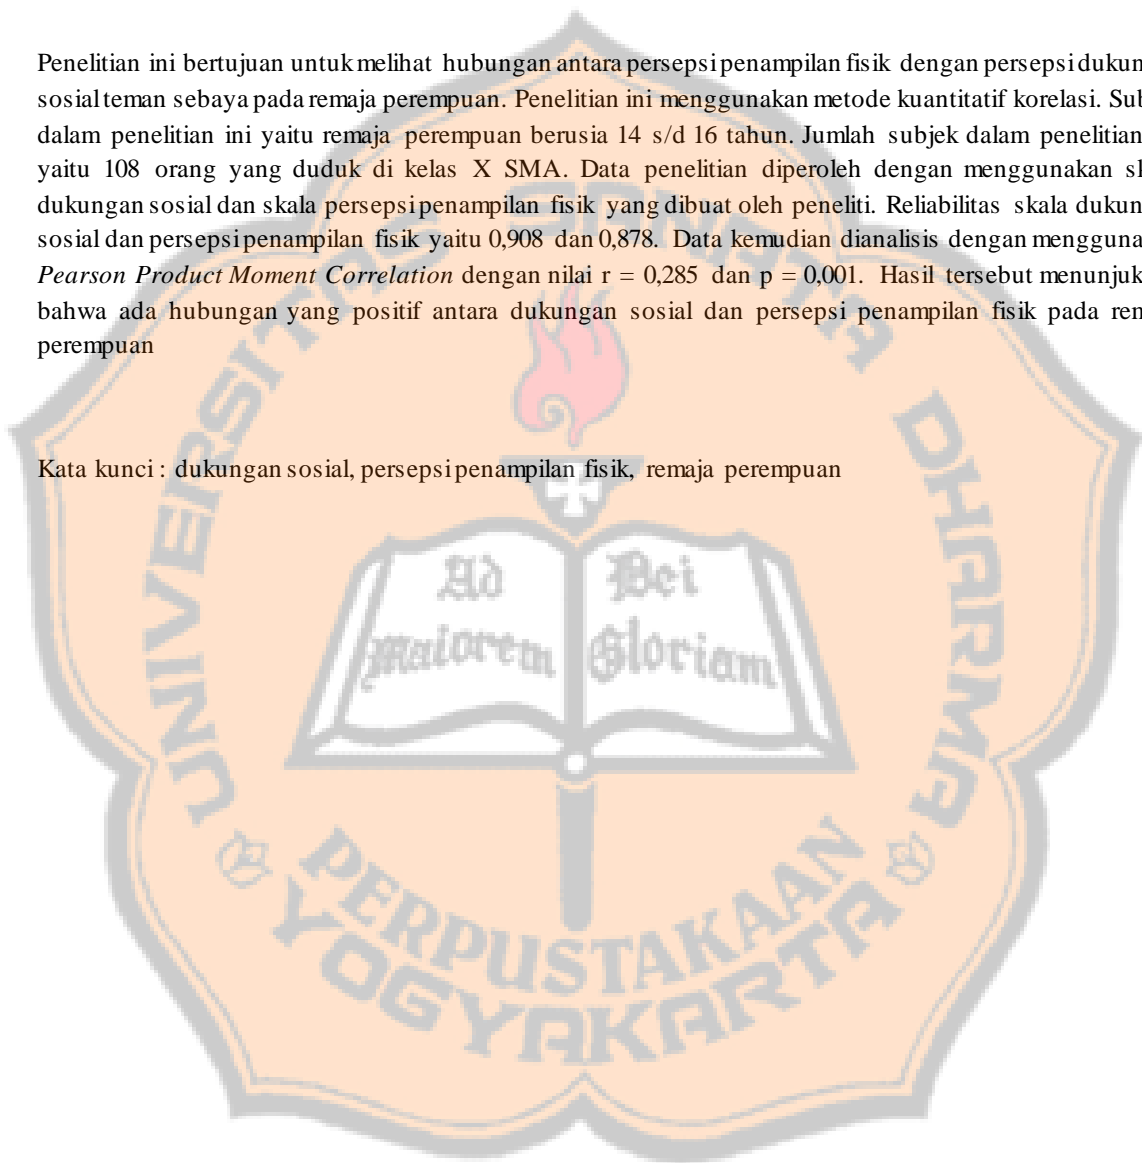 Penelitian ini bertujuan untuk melihat hubungan antara persepsi penampilan fisik dengan persepsi dukun
sosial teman sebaya pada remaja perempuan. Penelitian ini menggunakan metode kuantitatif korelasi. Sub
dalam penelitian ini yaitu remaja perempuan berusia 14 s/d 16 tahun. Jumlah subjek dalam penelitian
yaitu 108 orang yang duduk di kelas X SMA. Data penelitian diperoleh dengan menggunakan sk
dukungan sosial dan skala persepsi penampilan fisik yang dibuat oleh peneliti. Reliabilitas skala dukun
sosial dan persepsi penampilan fisik yaitu 0,908 dan 0,878. Data kemudian dianalisis dengan mengguna
Pearson Product Moment Correlation dengan nilai r = 0,285 dan p = 0,001. Hasil tersebut menunjuk
bahwa ada hubungan yang positif antara dukungan sosial dan persepsi penampilan fisik pada rem
perempuan
Kata kunci : dukungan sosial, persepsi penampilan fisik, remaja perempuan
UNIVERSITAS SANATA DHARMA
Ad Dei
maiorem Gloriam
PERPUSTAKAAN
YOGYAKARTA